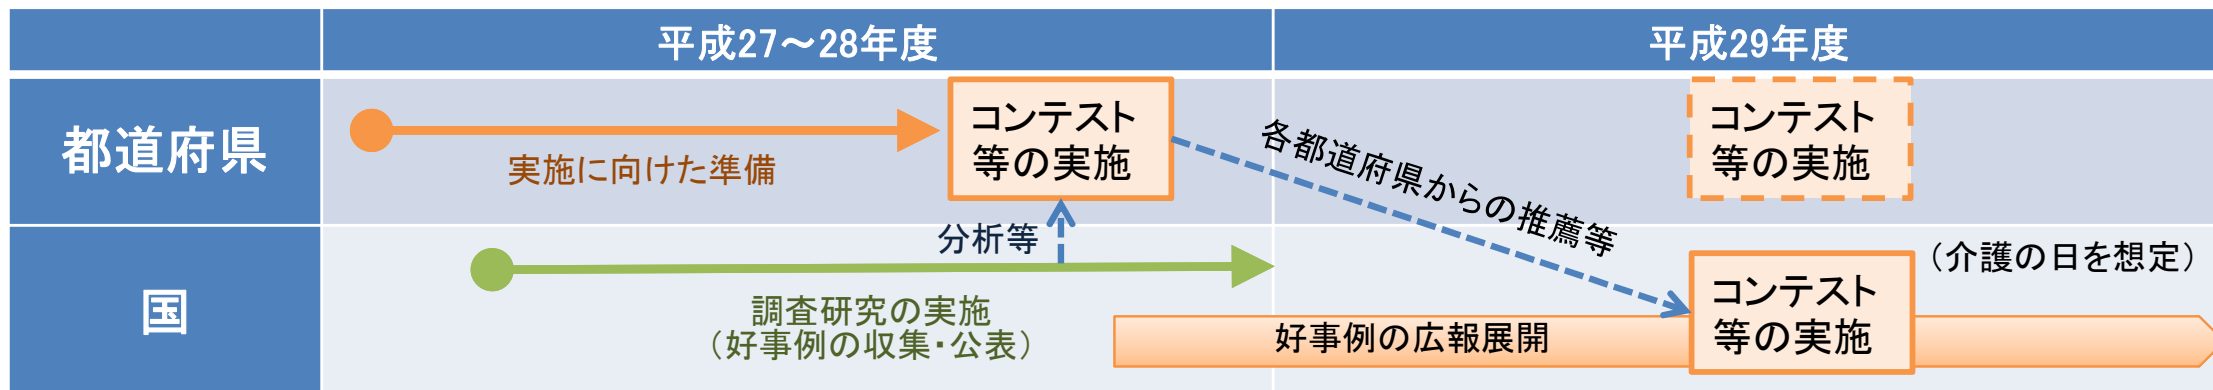 平成27～28年度
平成29年度
都道府県
実施に向けた準備
コンテスト
等の実施
各都道府県からの推薦等
コンテスト
等の実施
国
分析等
調査研究の実施
（好事例の収集・公表）
好事例の広報展開
コンテスト
等の実施
（介護の日を想定）